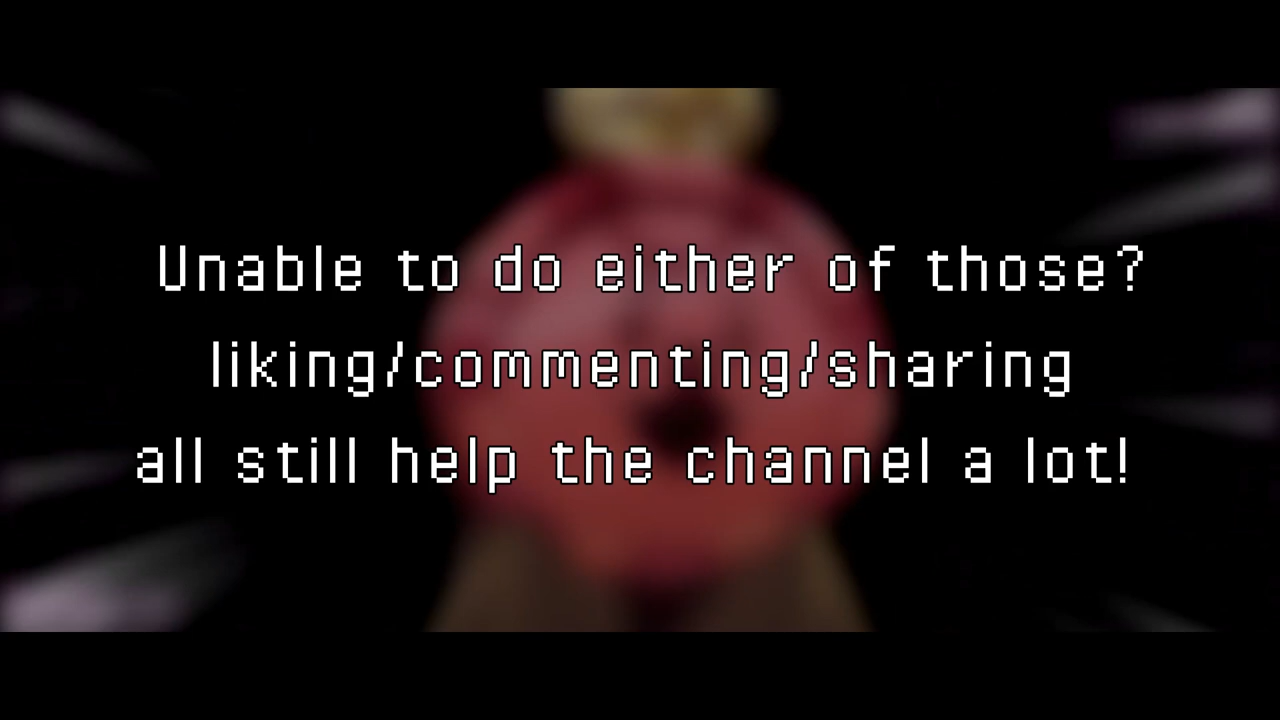 Unable to do either of those?
liking/commenting/sharing
all still help the channel a lot!